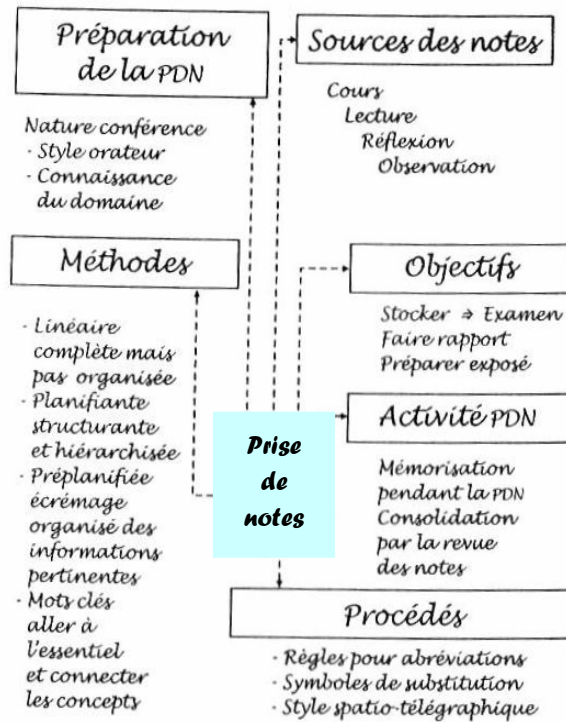 Préparation
de la PDN
Nature conférence
- Style orateur
- Connaissance
du domaine
Sources des notes
Cours
Lecture
Réflexion
Observation
Méthodes
- Linéaire
complète mais
pas organisée
- Planifiante
structurante
et hiérarchisée
- Préplanifiée
écrémage
organisé des
informations
pertinentes
- Mots clés
aller à
l'essentiel
et connecter
les concepts
Objectifs
Stocker ⇒ Examen
Faire rapport
Préparer exposé
Activité PDN
Mémorisation
pendant la PDN
Consolidation
par la revue
des notes
Prise
de
notes
Procédés
- Règles pour abréviations
- Symboles de substitution
- Style spatio-télégraphique